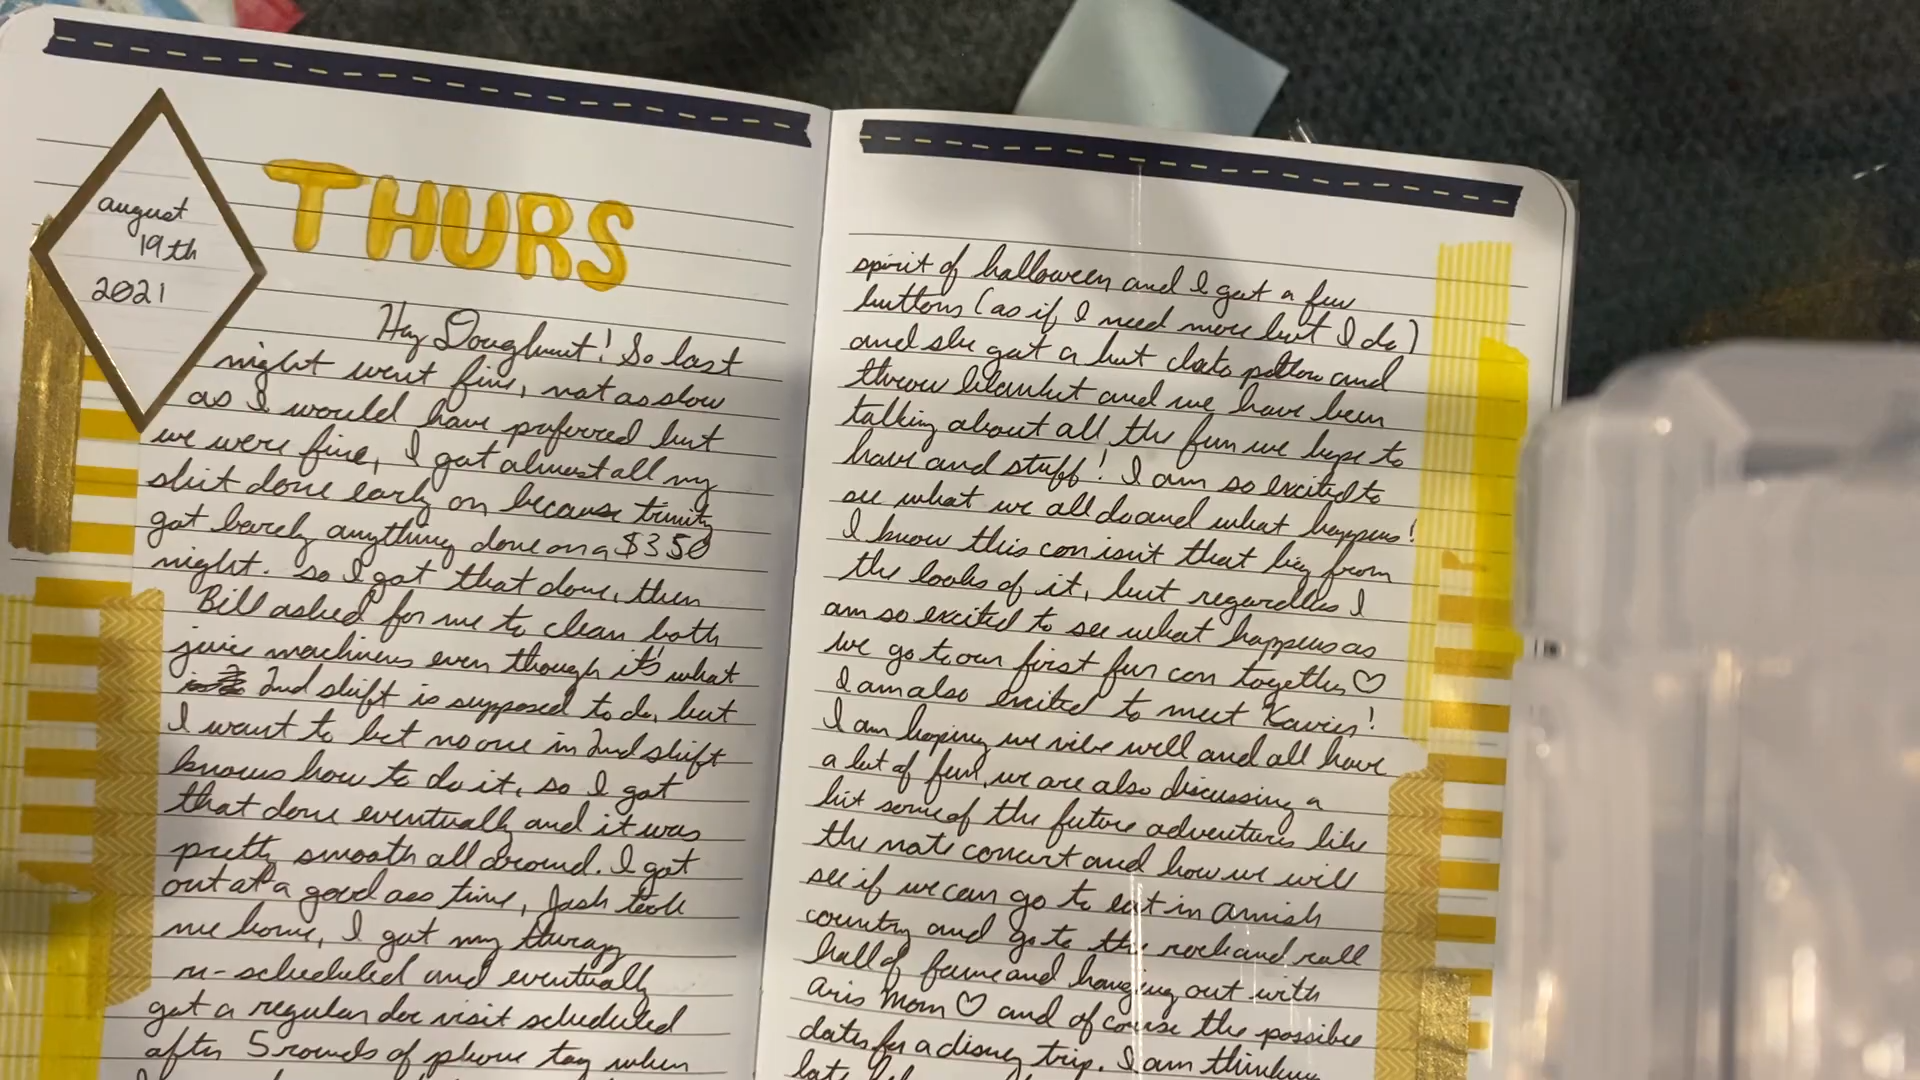 THURS
august
19th
2021
Hey Doughnut! So last
night went fine, not as slow
as I would have preferred but
we were fine, I got almost all my
shit done early on because trinity
got barely anything done on a $350
night. so I got that done, then
Bill asked for me to clean both
juice machines even though it's what
2nd shift is supposed to do, but
I want to but no one in 2nd shift
knows how to do it, so I got
that done eventually and it was
pretty smooth all around. I got
out at a good ass time, Josh took
me home, I got my therapy
re-scheduled and eventually
got a regular doc visit scheduled
after 5 rounds of phone tag when
spirit of halloween and I got a few
buttons (as if I need more but I do)
and she got a hut pillow and
throw blanket and we have been
talking about all the fun we hope to
have and stuff! I am so excited to
see what we all do and what happens!
I know this con isn't that big from
the looks of it, but regardless I
am so excited to see what happens as
we go to our first fur con together ♡
I am also excited to meet
I am hoping we vibe well and all have
a lot of fun, we are also discussing a
bit some of the future adventures like
the nate concert and how we will
see if we can go to eat in amish
country and go to the rock and roll
hall of fame and hanging out with
aris mom ♡ and of course the possible
dates for a disney trip. I am thinking
late